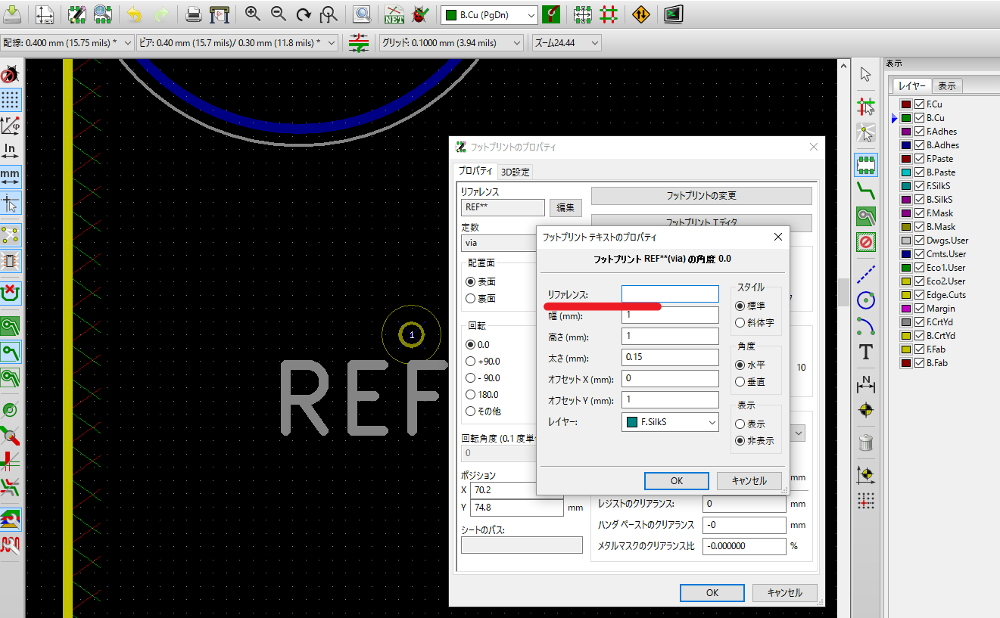 NET
B.Cu (PgDn)
配線: 0.400 mm (15.75 mils) *
ビア: 0.40 mm (15.7 mils)/ 0.30 mm (11.8 mils) *
グリッド: 0.1000 mm (3.94 mils)
ズーム24.44
In
mm
1
REF
表示
レイヤー
表示
F.Cu
B.Cu
F.Adhes
B.Adhes
F.Paste
B.Paste
F.SilkS
B.SilkS
F.Mask
B.Mask
Dwgs.User
Cmts.User
Eco1.User
Eco2.User
Edge.Cuts
Margin
F.CrtYd
B.CrtYd
F.Fab
B.Fab
T
N
フットプリントのプロパティ
プロパティ
3D設定
リファレンス
REF**
編集
フットプリントの変更
フットプリント エディタ
定数
via
配置面
表面
裏面
回転
0.0
+90.0
- 90.0
180.0
その他
回転角度 (0.1 度単
0
ポジション
X
70.2
Y
74.8
mm
シートのパス:
10
mm
レジストのクリアランス:
0
mm
ハンダ ペーストのクリアランス
-0
mm
メタルマスクのクリアランス比
-0.000000
%
OK
キャンセル
フットプリント テキストのプロパティ
フットプリント REF**(via) の角度 0.0
リファレンス:
幅 (mm):
1
高さ (mm):
1
太さ (mm):
0.15
オフセット X (mm):
0
オフセット Y (mm):
1
レイヤー:
F.SilkS
スタイル
標準
斜体字
角度
水平
垂直
表示
表示
非表示
OK
キャンセル